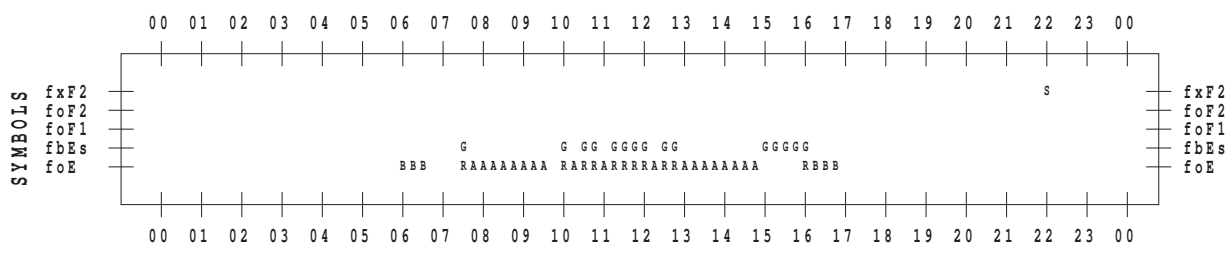 00 01 02 03 04 05 06 07 08 09 10 11 12 13 14 15 16 17 18 19 20 21 22 23 00
SYMBOLS
fxF2 S fxF2
foF2 foF2
foF1 foF1
fbEs G G GG GGGG GG GGGGG fbEs
foE BBB RAAAAAAAA RARRARRRRARRAAAAAAAA RBBB foE
00 01 02 03 04 05 06 07 08 09 10 11 12 13 14 15 16 17 18 19 20 21 22 23 00